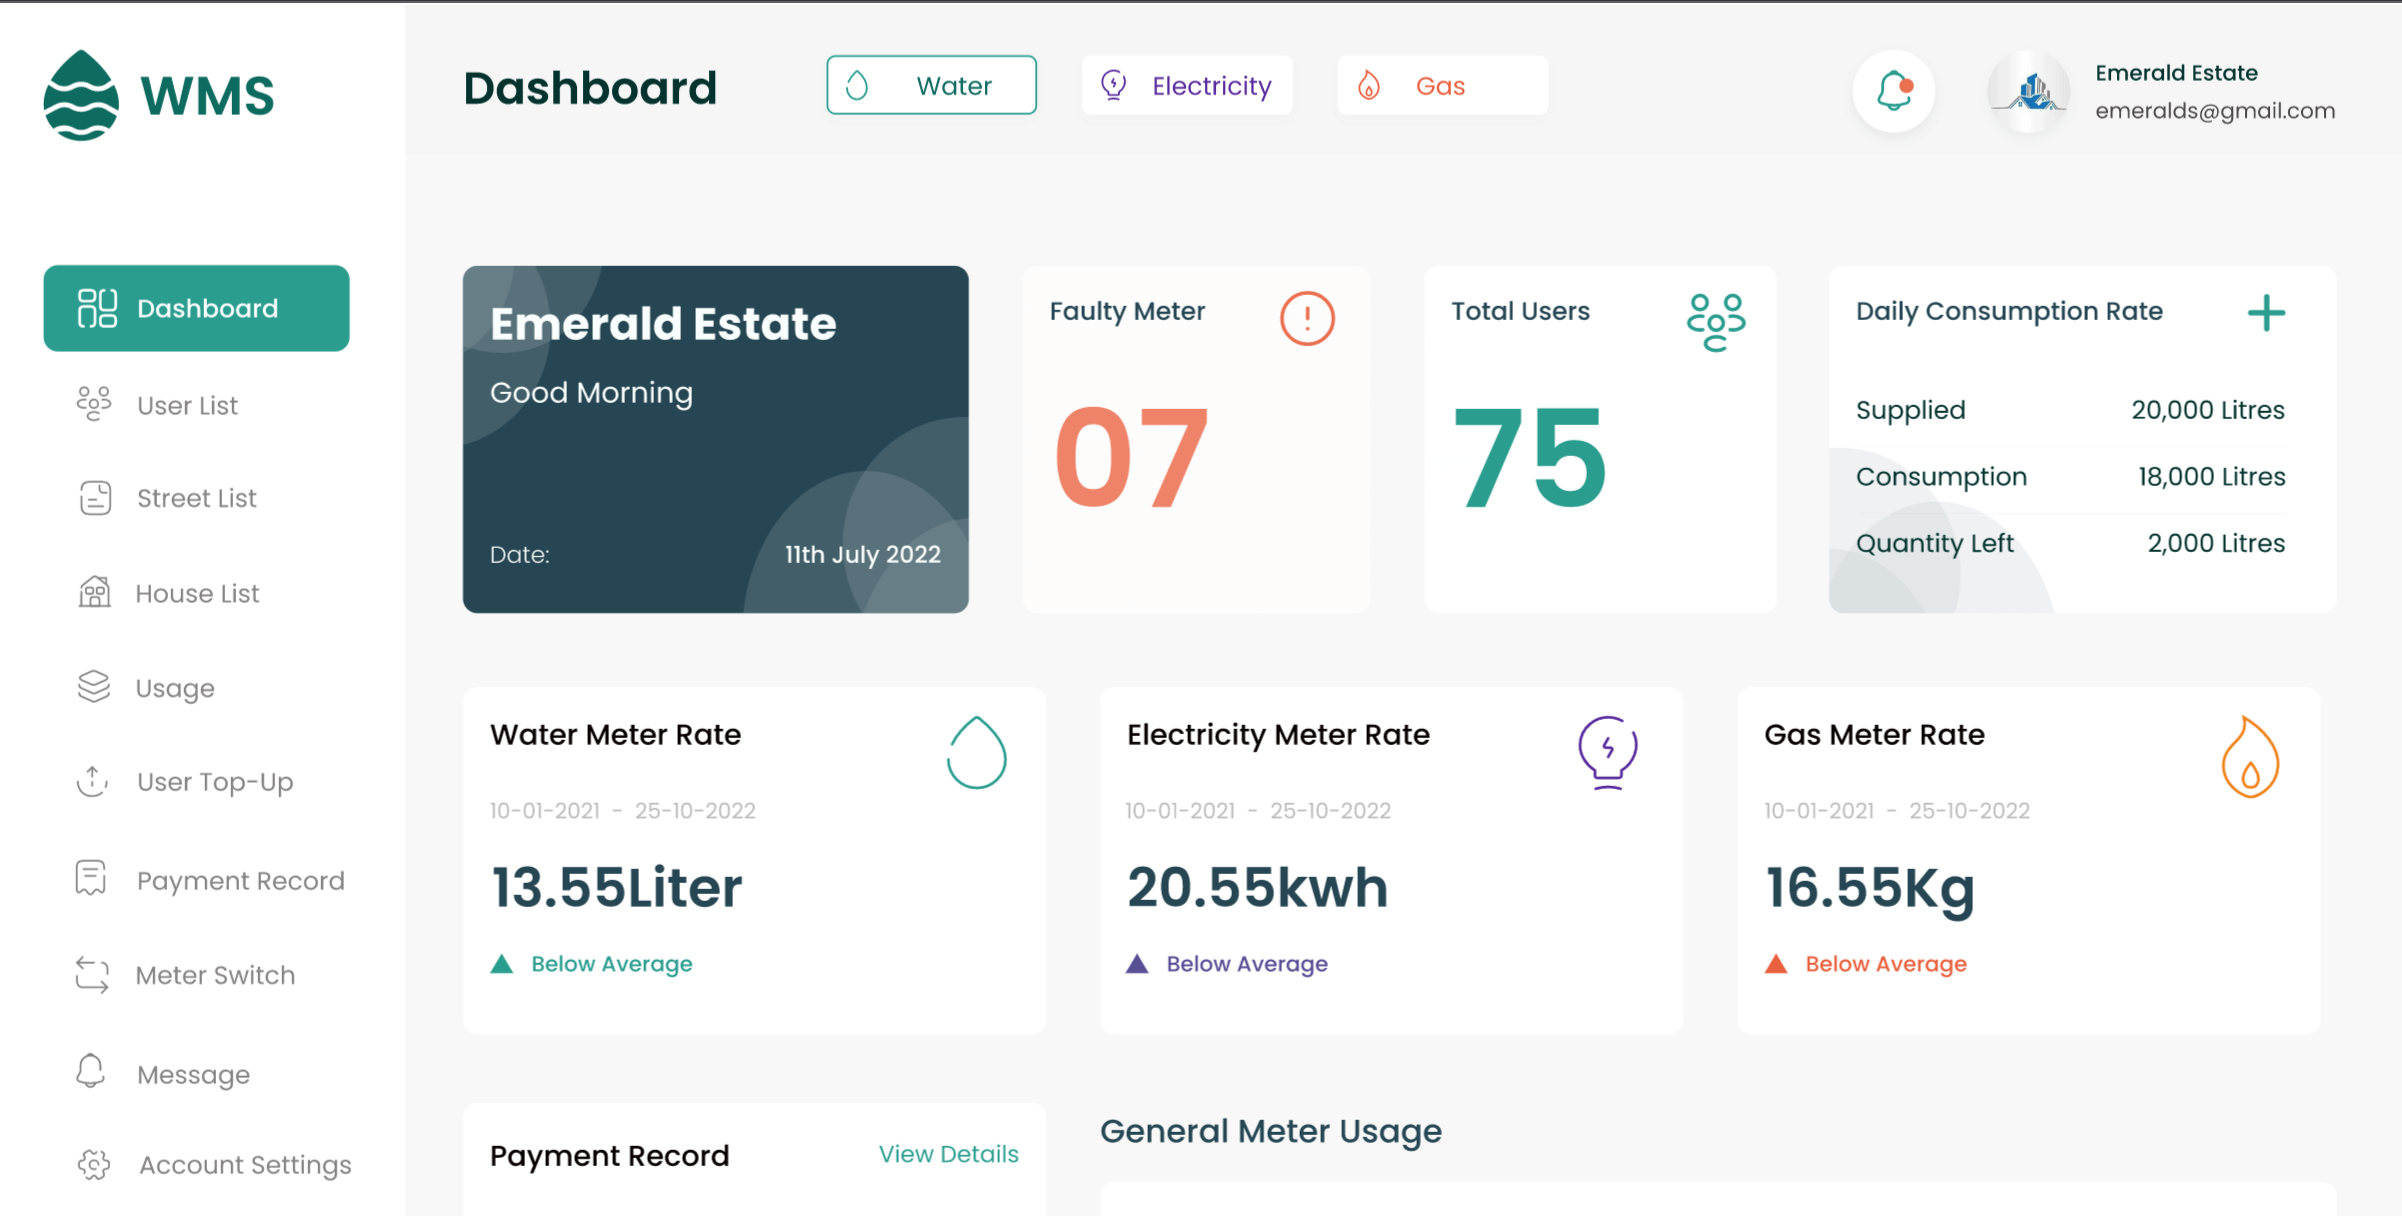 WMS
Dashboard
Water
Electricity
Gas
Emerald Estate
emeralds@gmail.com
Dashboard
User List
Street List
House List
Usage
User Top-Up
Payment Record
Meter Switch
Message
Account Settings
Emerald Estate
Good Morning
Date: 11th July 2022
Faulty Meter
07
Total Users
75
Daily Consumption Rate
Supplied 20,000 Litres
Consumption 18,000 Litres
Quantity Left 2,000 Litres
Water Meter Rate
10-01-2021 - 25-10-2022
13.55Liter
Below Average
Electricity Meter Rate
10-01-2021 - 25-10-2022
20.55kwh
Below Average
Gas Meter Rate
10-01-2021 - 25-10-2022
16.55Kg
Below Average
Payment Record View Details
General Meter Usage